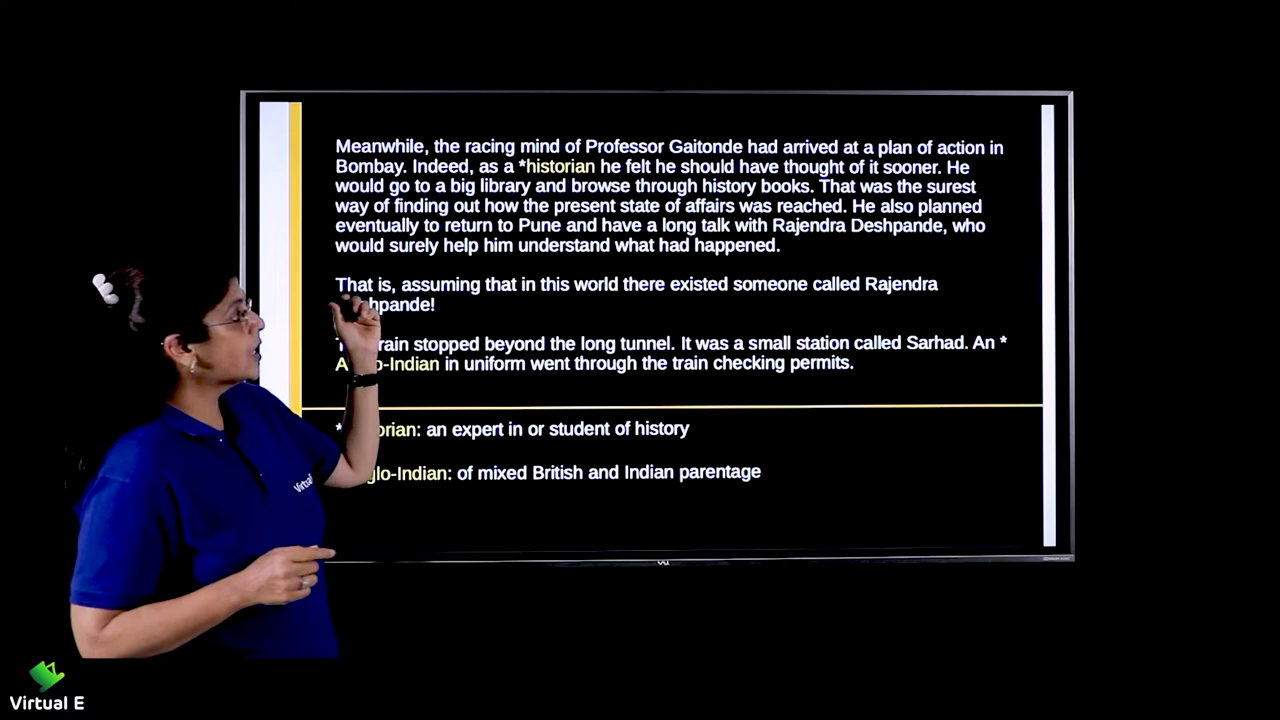 Meanwhile, the racing mind of Professor Gaitonde had arrived at a plan of action in
Bombay. Indeed, as a *historian he felt he should have thought of it sooner. He
would go to a big library and browse through history books. That was the surest
way of finding out how the present state of affairs was reached. He also planned
eventually to return to Pune and have a long talk with Rajendra Deshpande, who
would surely help him understand what had happened.
That is, assuming that in this world there existed someone called Rajendra
hpande!
stopped beyond the long tunnel. It was a small station called Sarhad. An *
-Indian in uniform went through the train checking permits.
: an expert in or student of history
glo-Indian: of mixed British and Indian parentage
Virtual
Virtual E